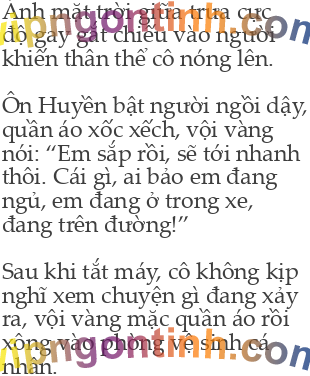 Ánh mặt trời giữa trưa cực
độ gay gắt chiếu vào người
khiến thân thể cô nóng lên.
Ôn Huyền bật người ngồi dậy,
quần áo xốc xếch, vội vàng
nói: “Em sắp rồi, sẽ tới nhanh
thôi. Cái gì, ai bảo em đang
ngủ, em đang ở trong xe,
đang trên đường!”
Sau khi tắt máy, cô không kịp
nghĩ xem chuyện gì đang xảy
ra, vội vàng mặc quần áo rồi
xông vào phòng vệ sinh cá
nhân.
vipngontinh.com
vipngontinh.com